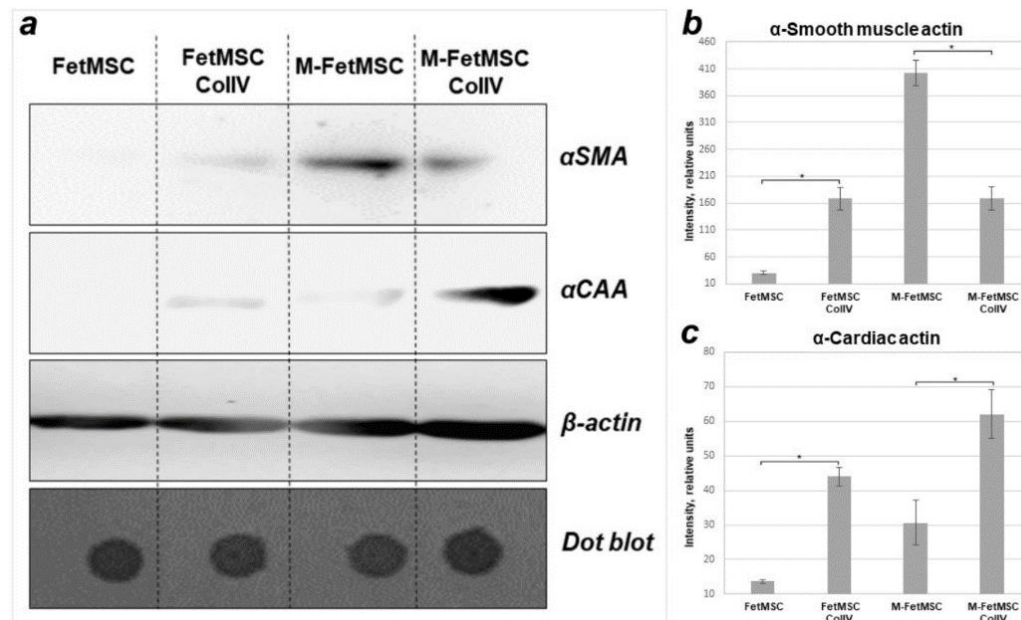 a
FetMSC
FetMSC
CollV
M-FetMSC
M-FetMSC
CollV
αSMA
αCAA
β-actin
Dot blot
b
α-Smooth muscle actin
Intensity, relative units
460
410
360
310
260
210
160
110
60
10
*
*
FetMSC
FetMSC
CollV
M-FetMSC
M-FetMSC
CollV
c
α-Cardiac actin
Intensity, relative units
80
70
60
50
40
30
20
10
*
*
FetMSC
FetMSC
CollV
M-FetMSC
M-FetMSC
CollV